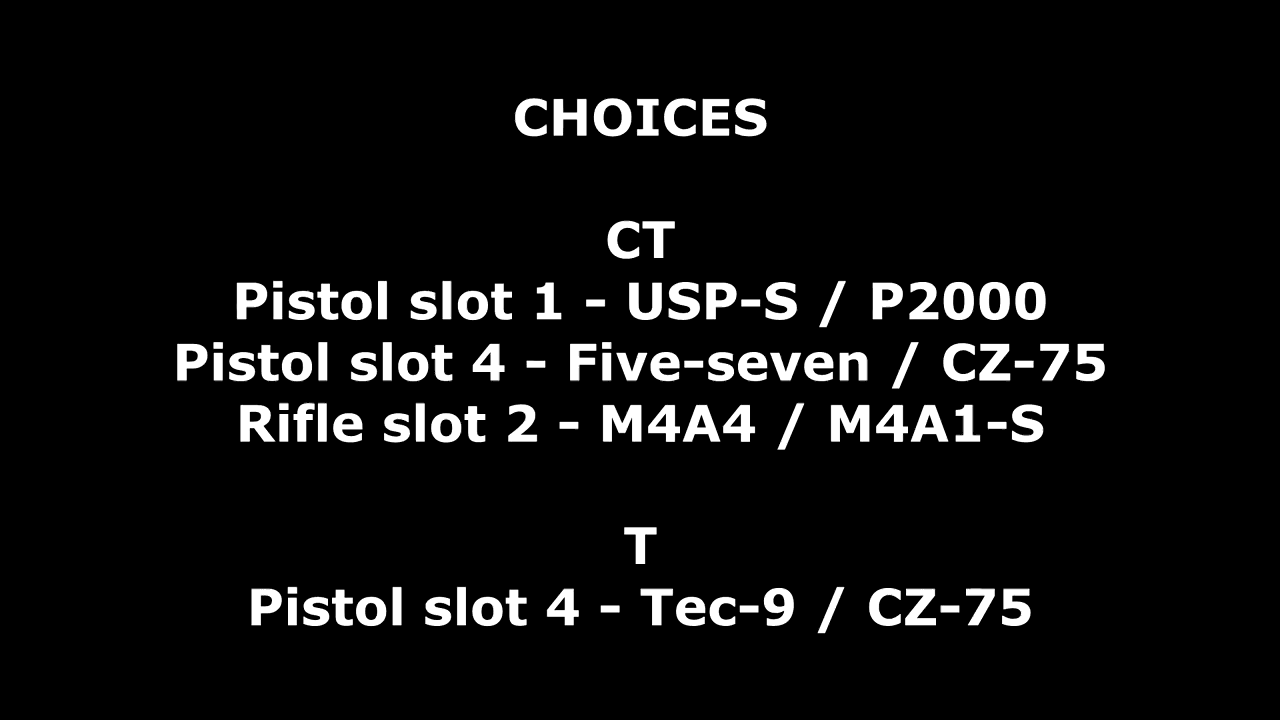 CHOICES
CT
Pistol slot 1 - USP-S / P2000
Pistol slot 4 - Five-seven / CZ-75
Rifle slot 2 - M4A4 / M4A1-S
T
Pistol slot 4 - Tec-9 / CZ-75